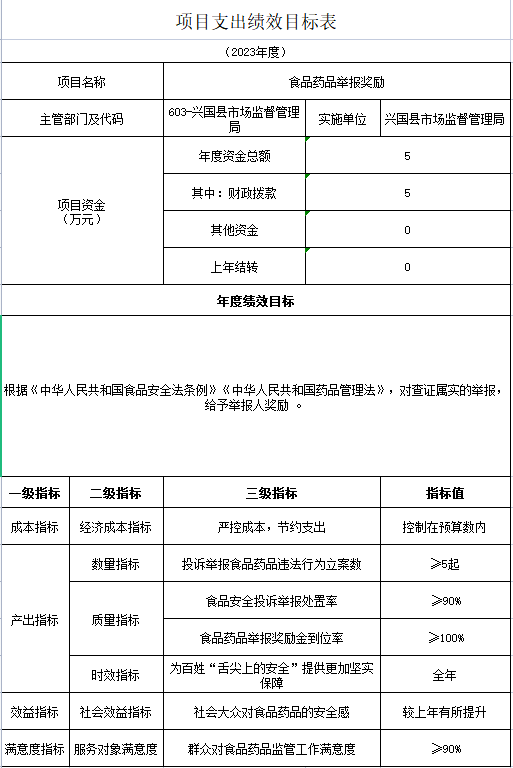 项目支出绩效目标表
（2023年度）
项目名称 食品药品举报奖励
主管部门及代码 603-兴国县市场监督管理局 实施单位 兴国县市场监督管理局
项目资金
（万元）
年度资金总额 5
其中：财政拨款 5
其他资金 0
上年结转 0
年度绩效目标
根据《中华人民共和国食品安全法条例》《中华人民共和国药品管理法》，对查证属实的举报，
给予举报人奖励 。
一级指标 二级指标 三级指标 指标值
成本指标 经济成本指标 严控成本，节约支出 控制在预算数内
产出指标 数量指标 投诉举报食品药品违法行为立案数 ≥5起
质量指标 食品安全投诉举报处置率 ≥90%
食品药品举报奖励金到位率 ≥100%
时效指标 为百姓“舌尖上的安全”提供更加坚实保障 全年
效益指标 社会效益指标 社会大众对食品药品的安全感 较上年有所提升
满意度指标 服务对象满意度 群众对食品药品监管工作满意度 ≥90%